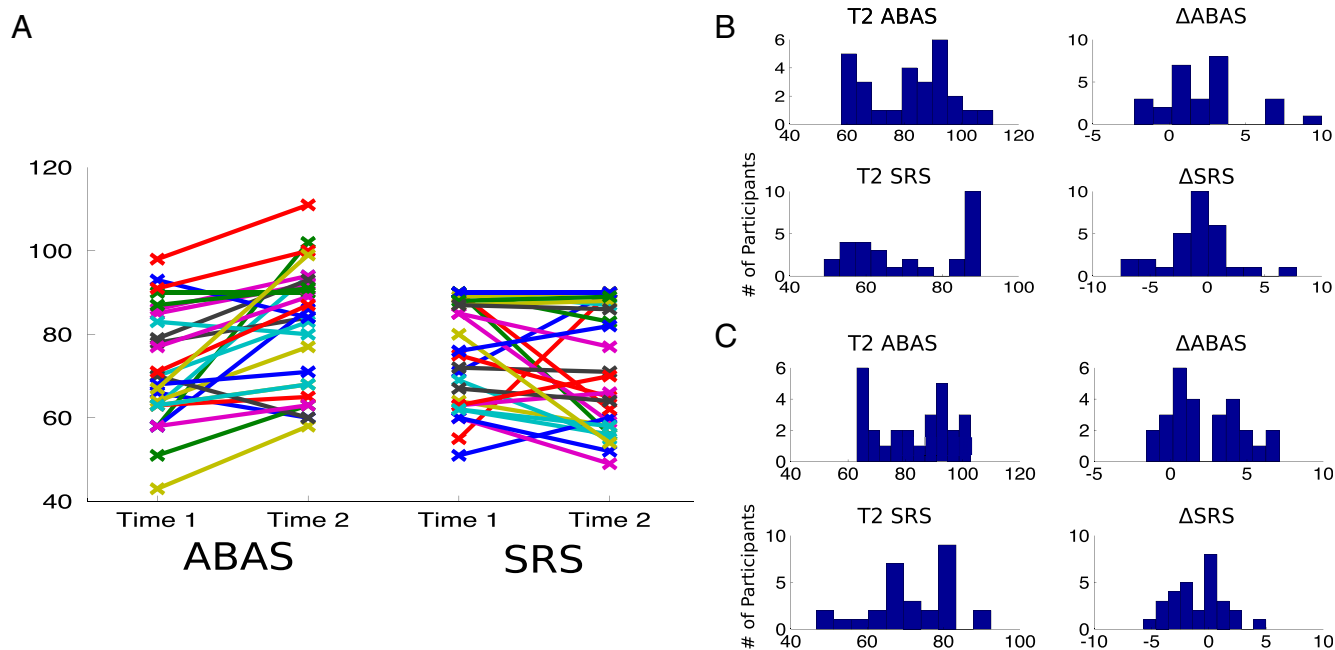 A
120
100
80
60
40
Time 1 Time 2 Time 1 Time 2
ABAS SRS
B
T2 ABAS
6
4
2
0
40 60 80 100 120
ΔABAS
10
5
0
-5 0 5 10
# of Participants
T2 SRS
10
5
0
40 60 80 100
ΔSRS
10
5
0
-10 -5 0 5 10
C
T2 ABAS
6
4
2
0
40 60 80 100 120
ΔABAS
6
4
2
0
-5 0 5 10
# of Participants
T2 SRS
10
5
0
40 60 80 100
ΔSRS
10
5
0
-10 -5 0 5 10